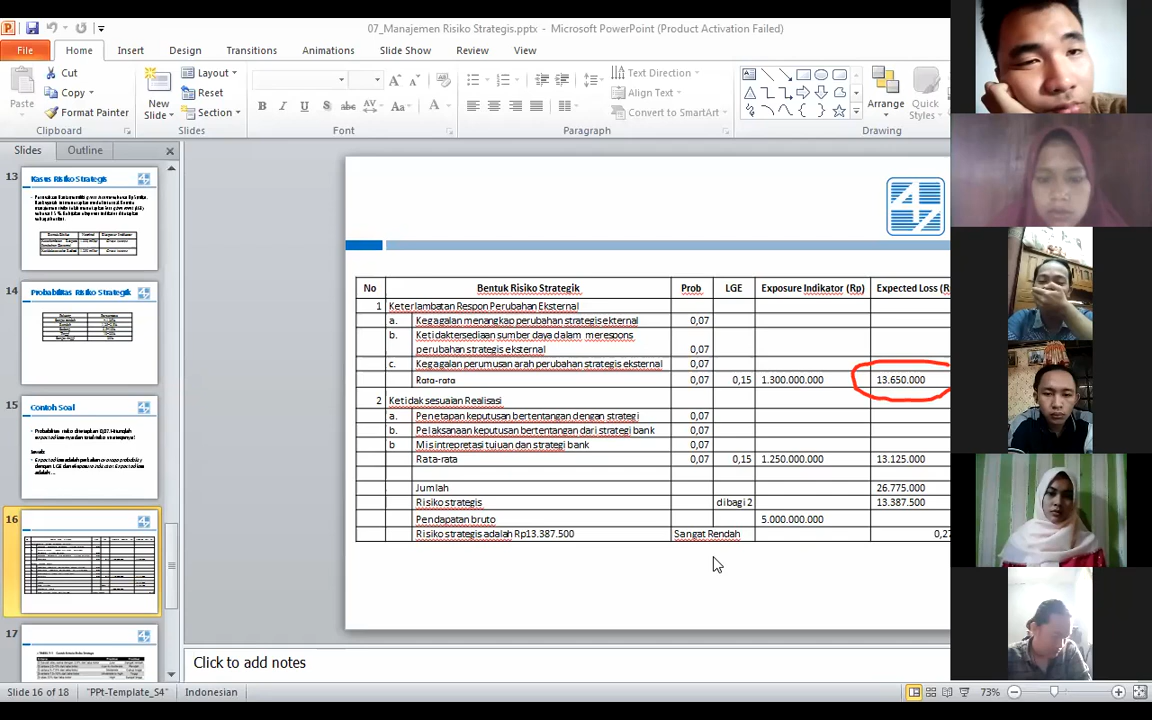 07_Manajemen Risiko Strategis.pptx - Microsoft PowerPoint (Product Activation Failed)
File Home Insert Design Transitions Animations Slide Show Review View
Paste
Cut
Copy
Format Painter
Clipboard
New
Slide
Layout
Reset
Section
Slides
Font
Paragraph
Text Direction
Align Text
Convert to SmartArt
Arrange
Quick
Styles
Drawing
Slides Outline
13
Kasus Risiko Strategis
14
Probabilitas Risiko Strategik
15
Contoh Soal
16
17
No Bentuk Risiko Strategik Prob LGE Exposure Indikator (Rp) Expected Loss (R
1 Keterlambatan Respon Perubahan Eksternal
a. Kegagalan menangkap perubahan strategis ekternal 0,07
b. Ketidaktersediaan sumber daya dalam merespons
perubahan strategis eksternal 0,07
c. Kegagalan perumusan arah perubahan strategis eksternal 0,07
Rata-rata 0,07 0,15 1.300.000.000 13.650.000
2 Ketidak sesuaian Realisasi
a. Penetapan keputusan bertentangan dengan strategi 0,07
b. Pelaksanaan keputusan bertentangan dari strategi bank 0,07
b Misintrepretasi tujuan dan strategi bank 0,07
Rata-rata 0,07 0,15 1.250.000.000 13.125.000
Jumlah 26.775.000
Risiko strategis dibagi 2 13.387.500
Pendapatan bruto 5.000.000.000
Risiko strategis adalah Rp13.387.500 Sangat Rendah 0,27
Click to add notes
Slide 16 of 18 "PPt-Template_S4" Indonesian 73%